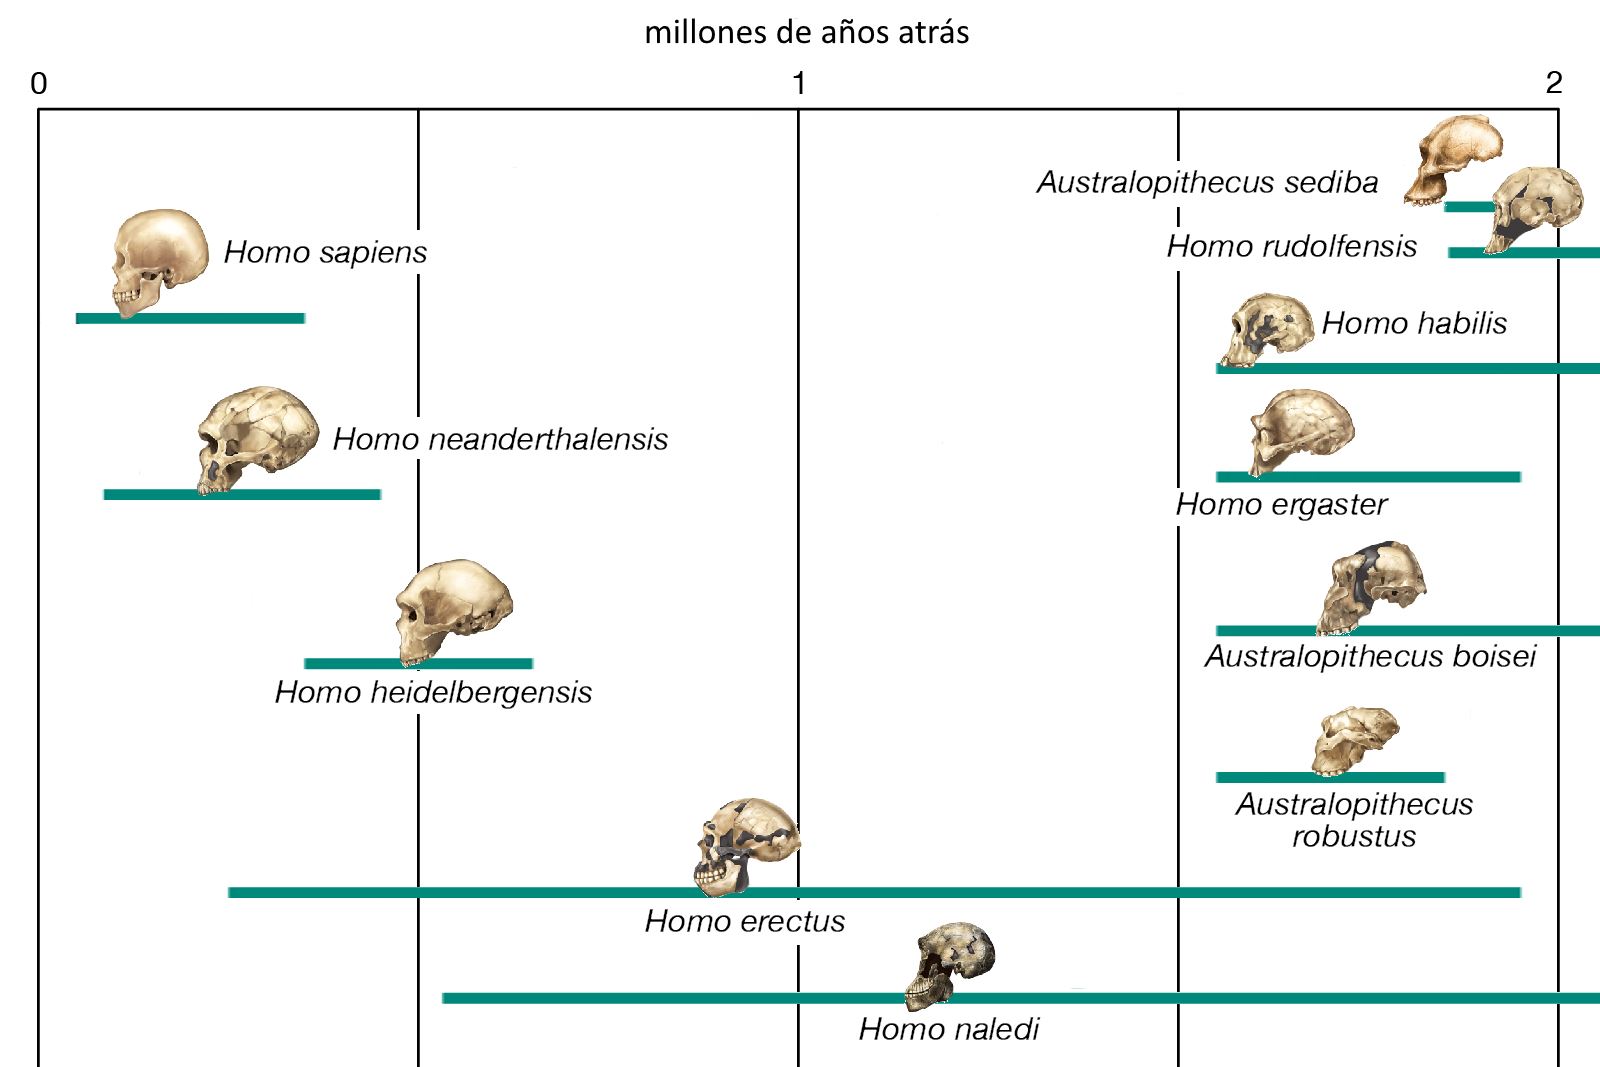 millones de años atrás
0 1 2
Australopithecus sediba
Homo rudolfensis
Homo sapiens
Homo habilis
Homo neanderthalensis
Homo ergaster
Australopithecus boisei
Homo heidelbergensis
Australopithecus
robustus
Homo erectus
Homo naledi